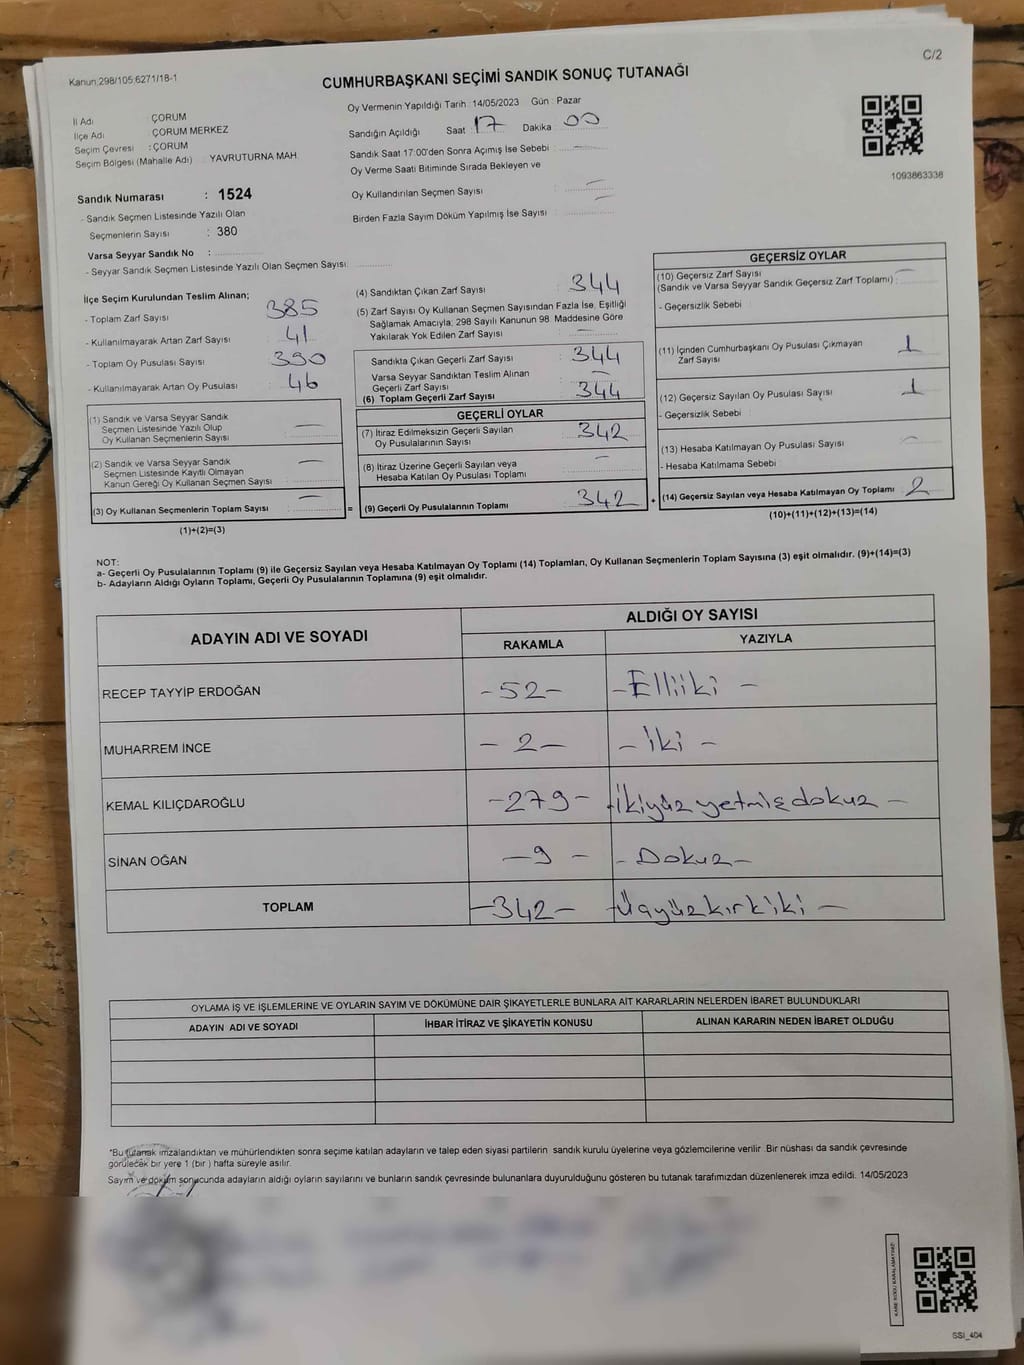 Kanun 298/105,6271/18-1
CUMHURBAŞKANI SEÇİMİ SANDIK SONUÇ TUTANAĞI
C/2
İl Adı : ÇORUM
İlçe Adı : ÇORUM MERKEZ
Seçim Çevresi : ÇORUM
Seçim Bölgesi (Mahalle Adı) : YAVRUTURNA MAH
Sandık Numarası : 1524
- Sandık Seçmen Listesinde Yazılı Olan
Seçmenlerin Sayısı : 380
Varsa Seyyar Sandık No :
- Seyyar Sandık Seçmen Listesinde Yazılı Olan Seçmen Sayısı:
Oy Vermenin Yapıldığı Tarih : 14/05/2023 Gün : Pazar
Sandığın Açıldığı Saat : 17 Dakika : 00
Sandık Saat 17:00'den Sonra Açımış İse Sebebi : —
Oy Verme Saati Bitiminde Sırada Bekleyen ve
Oy Kullandırılan Seçmen Sayısı : —
Birden Fazla Sayım Döküm Yapılmış İse Sayısı : —
1093863338
İlçe Seçim Kurulundan Teslim Alınan;
- Toplam Zarf Sayısı : 385
- Kullanılmayarak Artan Zarf Sayısı : 41
- Toplam Oy Pusulası Sayısı : 390
- Kullanılmayarak Artan Oy Pusulası : 46
(1) Sandık ve Varsa Seyyar Sandık
Seçmen Listesinde Yazılı Olup
Oy Kullanan Seçmenlerin Sayısı : —
(2) Sandık ve Varsa Seyyar Sandık
Seçmen Listesinde Kayıtlı Olmayan
Kanun Gereği Oy Kullanan Seçmen Sayısı : —
(3) Oy Kullanan Seçmenlerin Toplam Sayısı : —
(1)+(2)=(3)
(4) Sandıktan Çıkan Zarf Sayısı : 344
(5) Zarf Sayısı Oy Kullanan Seçmen Sayısından Fazla İse, Eşitliği
Sağlamak Amacıyla; 298 Sayılı Kanunun 98. Maddesine Göre
Yakılarak Yok Edilen Zarf Sayısı : —
Sandıkta Çıkan Geçerli Zarf Sayısı : 344
Varsa Seyyar Sandıktan Teslim Alınan
Geçerli Zarf Sayısı : —
(6) Toplam Geçerli Zarf Sayısı : 344
GEÇERLİ OYLAR
(7) İtiraz Edilmeksizin Geçerli Sayılan
Oy Pusulalarının Sayısı : 342
(8) İtiraz Üzerine Geçerli Sayılan veya
Hesaba Katılan Oy Pusulası Toplamı : —
= (9) Geçerli Oy Pusulalarının Toplamı : 342 +
GEÇERSİZ OYLAR
(10) Geçersiz Zarf Sayısı
(Sandık ve Varsa Seyyar Sandık Geçersiz Zarf Toplamı) : —
- Geçersizlik Sebebi :
(11) İçinden Cumhurbaşkanı Oy Pusulası Çıkmayan
Zarf Sayısı : 1
(12) Geçersiz Sayılan Oy Pusulası Sayısı : 1
- Geçersizlik Sebebi :
(13) Hesaba Katılmayan Oy Pusulası Sayısı : —
- Hesaba Katılmama Sebebi :
(14) Geçersiz Sayılan veya Hesaba Katılmayan Oy Toplamı : 2
(10)+(11)+(12)+(13)=(14)
NOT:
a- Geçerli Oy Pusulalarının Toplamı (9) ile Geçersiz Sayılan veya Hesaba Katılmayan Oy Toplamı (14) Toplamları, Oy Kullanan Seçmenlerin Toplam Sayısına (3) eşit olmalıdır. (9)+(14)=(3)
b- Adayların Aldığı Oyların Toplamı, Geçerli Oy Pusulalarının Toplamına (9) eşit olmalıdır.
ADAYIN ADI VE SOYADI ALDIĞI OY SAYISI
RAKAMLA YAZIYLA
RECEP TAYYİP ERDOĞAN -52- -Elliiki-
MUHARREM İNCE -2- -İki-
KEMAL KILIÇDAROĞLU -279- -İkiyüzyetmişdokuz-
SİNAN OĞAN -9- -Dokuz-
TOPLAM -342- -Üçyüzkırkiki-
OYLAMA İŞ VE İŞLEMLERİNE VE OYLARIN SAYIM VE DÖKÜMÜNE DAİR ŞİKAYETLERLE BUNLARA AİT KARARLARIN NELERDEN İBARET BULUNDUKLARI
ADAYIN ADI VE SOYADI İHBAR İTİRAZ VE ŞİKAYETİN KONUSU ALINAN KARARIN NEDEN İBARET OLDUĞU
*Bu tutanak imzalandıktan ve mühürlendikten sonra seçime katılan adayların ve talep eden siyasi partilerin sandık kurulu üyelerine veya gözlemcilerine verilir. Bir nüshası da sandık çevresinde
görülecek bir yere 1 (bir) hafta süreyle asılır.
Sayım ve döküm sonucunda adayların aldığı oyların sayılarını ve bunların sandık çevresinde bulunanlara duyurulduğunu gösteren bu tutanak tarafımızdan düzenlenerek imza edildi. 14/05/2023
KARE KODU KARALAMAYINIZ
SSI_404